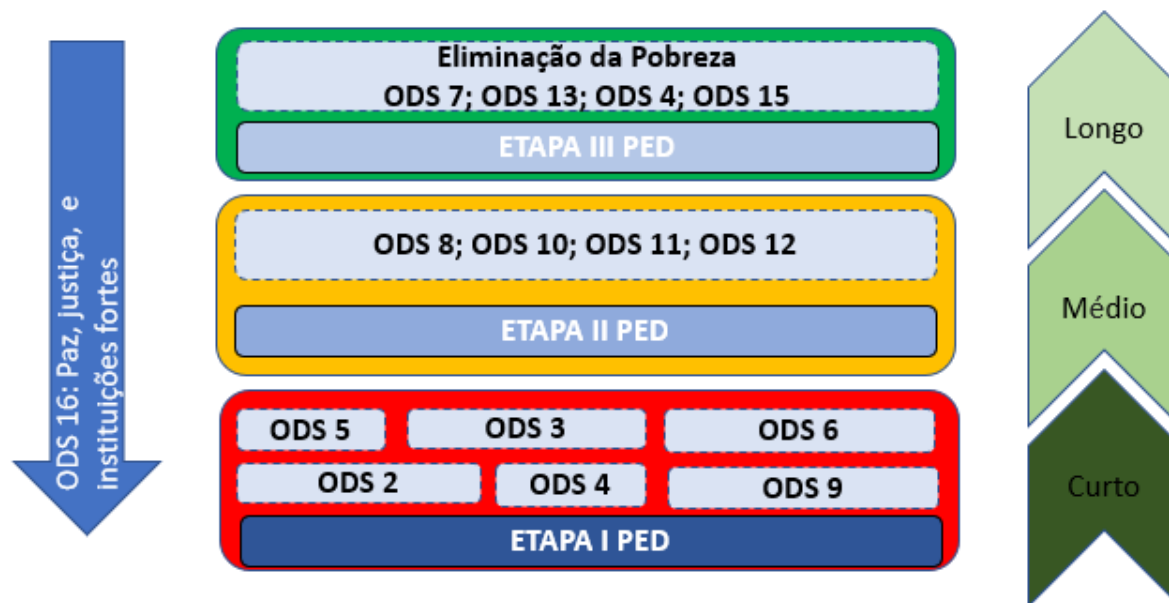 ODS 16: Paz, justiça, e
instituições fortes
Eliminação da Pobreza
ODS 7; ODS 13; ODS 4; ODS 15
ETAPA III PED
ODS 8; ODS 10; ODS 11; ODS 12
ETAPA II PED
ODS 5
ODS 3
ODS 6
ODS 2
ODS 4
ODS 9
ETAPA I PED
Longo
Médio
Curto